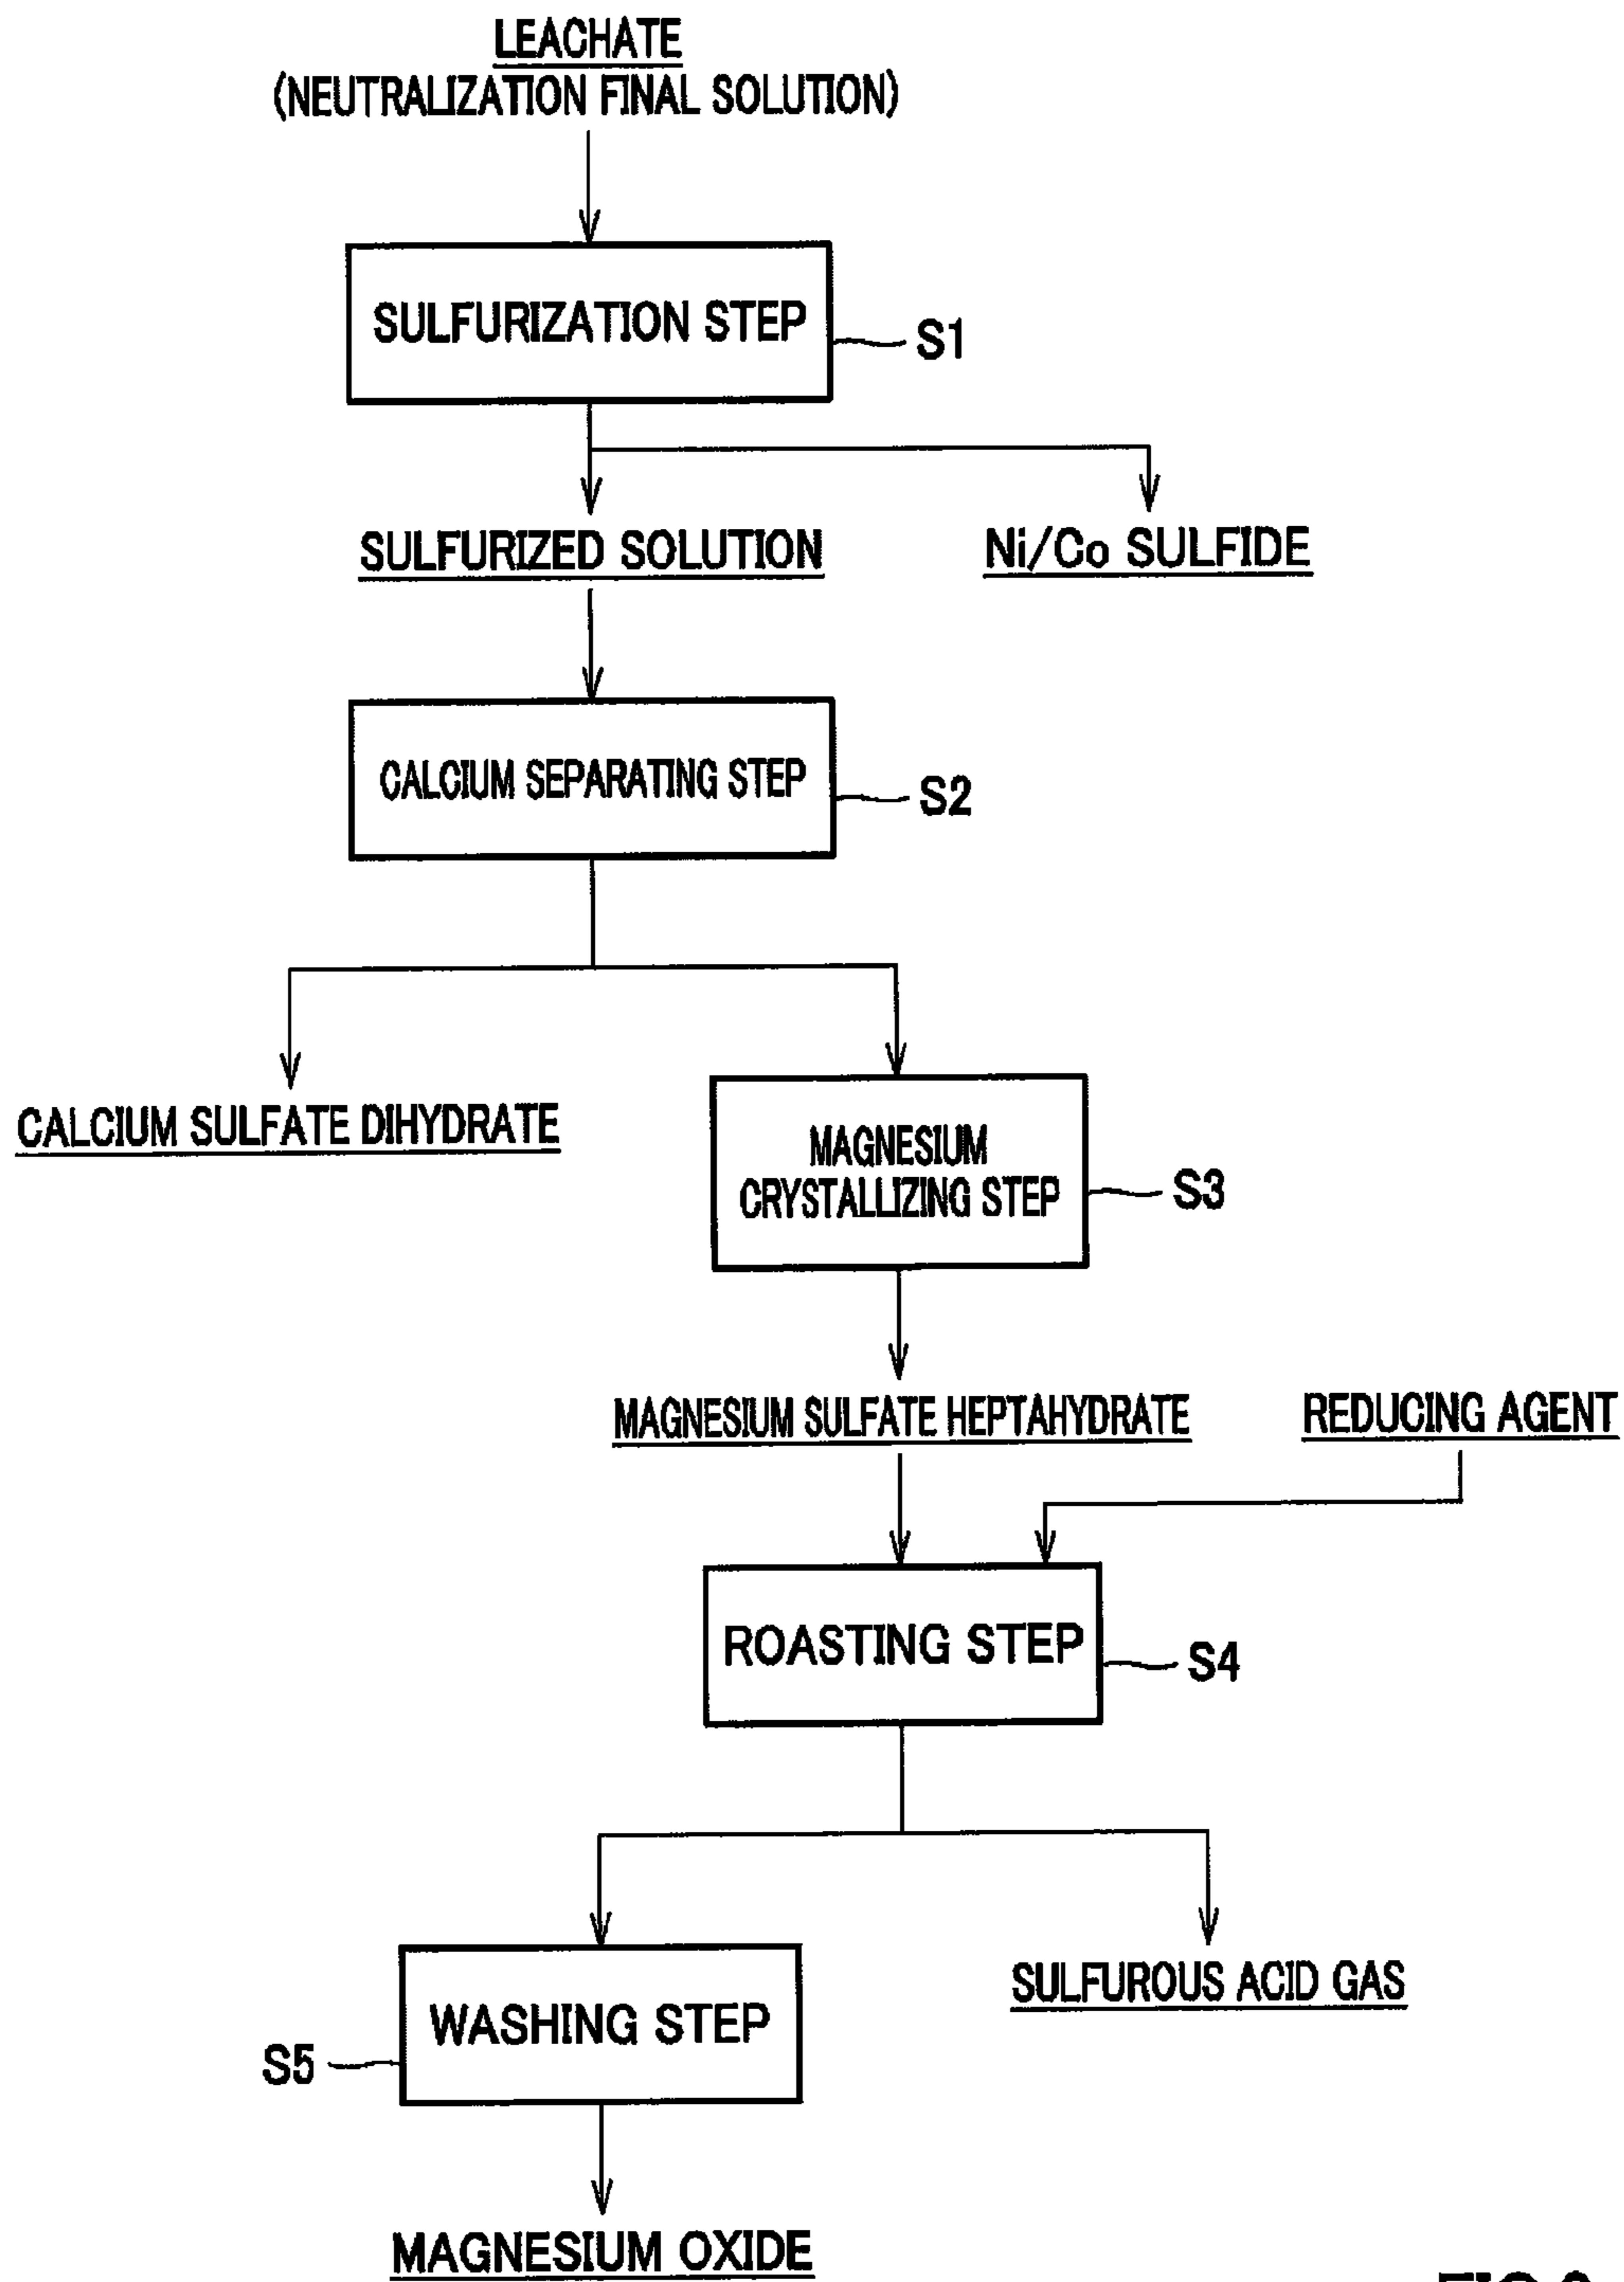 LEACHATE
(NEUTRALIZATION FINAL SOLUTION)
SULFURIZATION STEP
S1
SULFURIZED SOLUTION
Ni/Co SULFIDE
CALCIUM SEPARATING STEP
S2
CALCIUM SULFATE DIHYDRATE
MAGNESIUM
CRYSTALLIZING STEP
S3
MAGNESIUM SULFATE HEPTAHYDRATE
REDUCING AGENT
ROASTING STEP
S4
SULFUROUS ACID GAS
WASHING STEP
S5
MAGNESIUM OXIDE